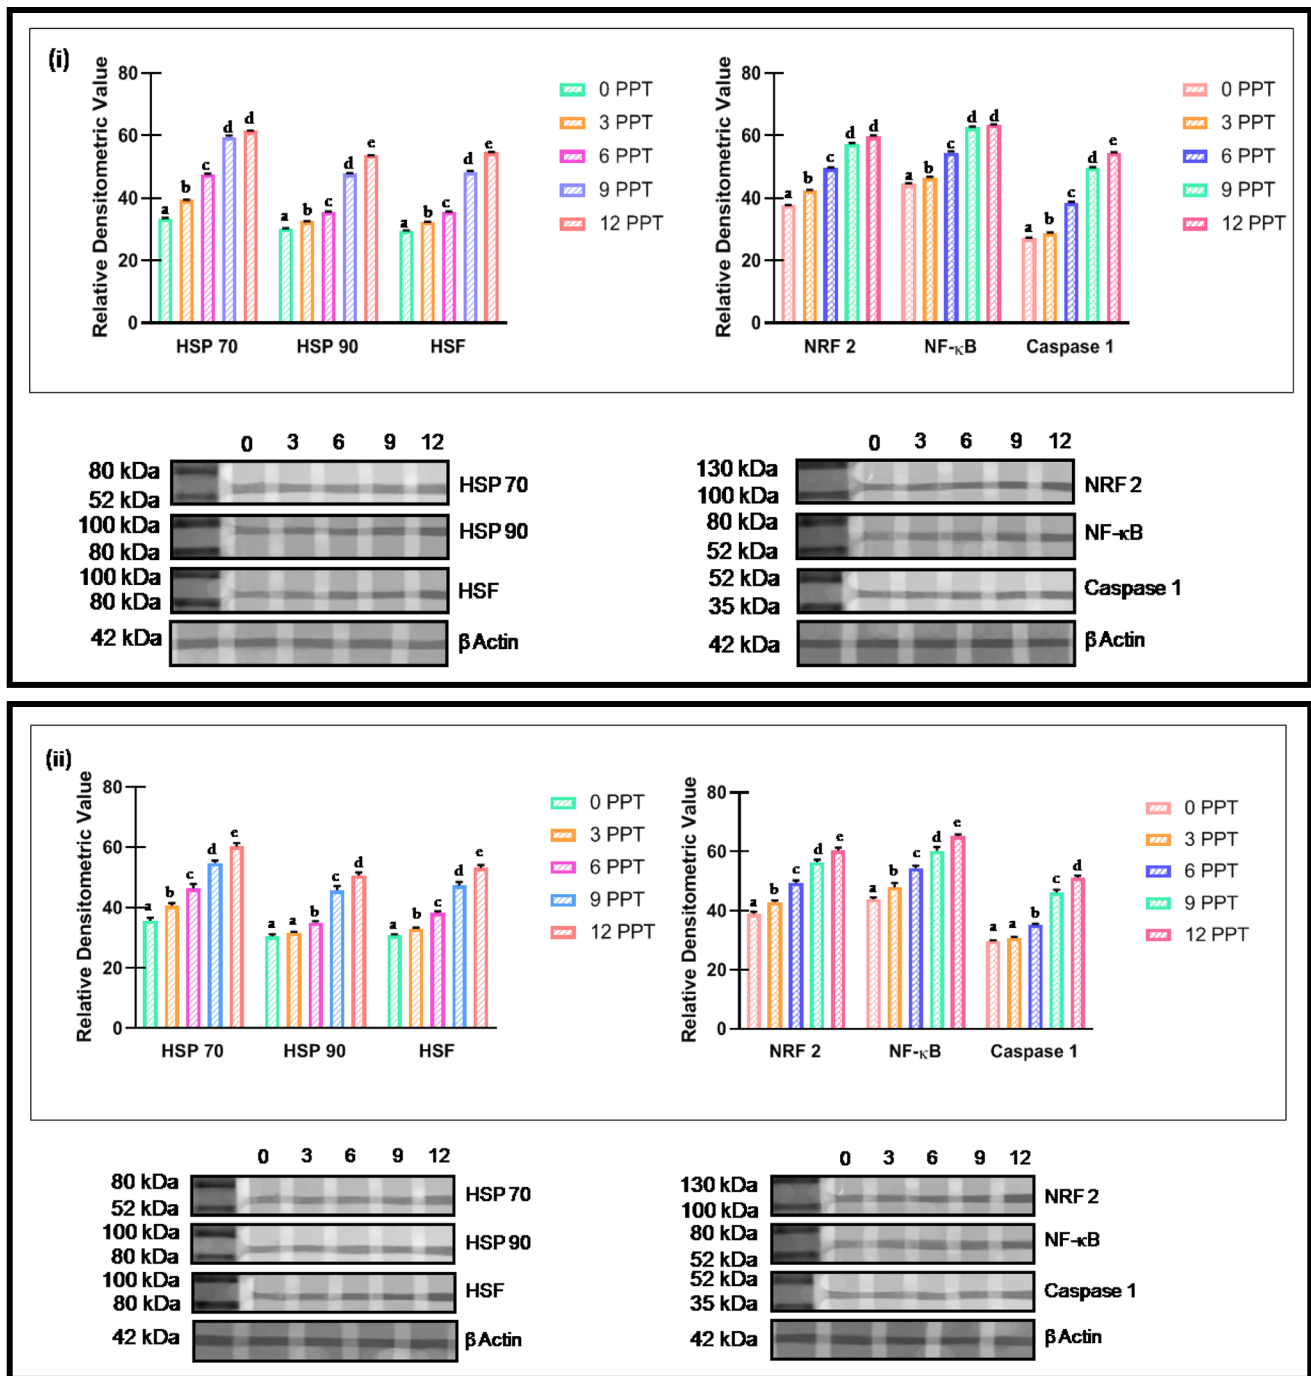 (i)
Relative Densitometric Value
80
60
40
20
0
a b c d d
a b c d e
a b c d e
HSP 70 HSP 90 HSF
0 PPT
3 PPT
6 PPT
9 PPT
12 PPT
Relative Densitometric Value
80
60
40
20
0
a b c d d
a b c d d
a b c d e
NRF 2 NF-κB Caspase 1
0 PPT
3 PPT
6 PPT
9 PPT
12 PPT
0 3 6 9 12
80 kDa
52 kDa
HSP 70
100 kDa
80 kDa
HSP 90
100 kDa
80 kDa
HSF
42 kDa
β Actin
0 3 6 9 12
130 kDa
100 kDa
NRF 2
80 kDa
52 kDa
NF-κB
52 kDa
35 kDa
Caspase 1
42 kDa
β Actin
(ii)
Relative Densitometric Value
80
60
40
20
0
a b c d e
a a b c d
a b c d e
HSP 70 HSP 90 HSF
0 PPT
3 PPT
6 PPT
9 PPT
12 PPT
Relative Densitometric Value
80
60
40
20
0
a b c d e
a b c d e
a a b c d
NRF 2 NF-κB Caspase 1
0 PPT
3 PPT
6 PPT
9 PPT
12 PPT
0 3 6 9 12
80 kDa
52 kDa
HSP 70
100 kDa
80 kDa
HSP 90
100 kDa
80 kDa
HSF
42 kDa
β Actin
0 3 6 9 12
130 kDa
100 kDa
NRF 2
80 kDa
52 kDa
NF-κB
52 kDa
35 kDa
Caspase 1
42 kDa
β Actin